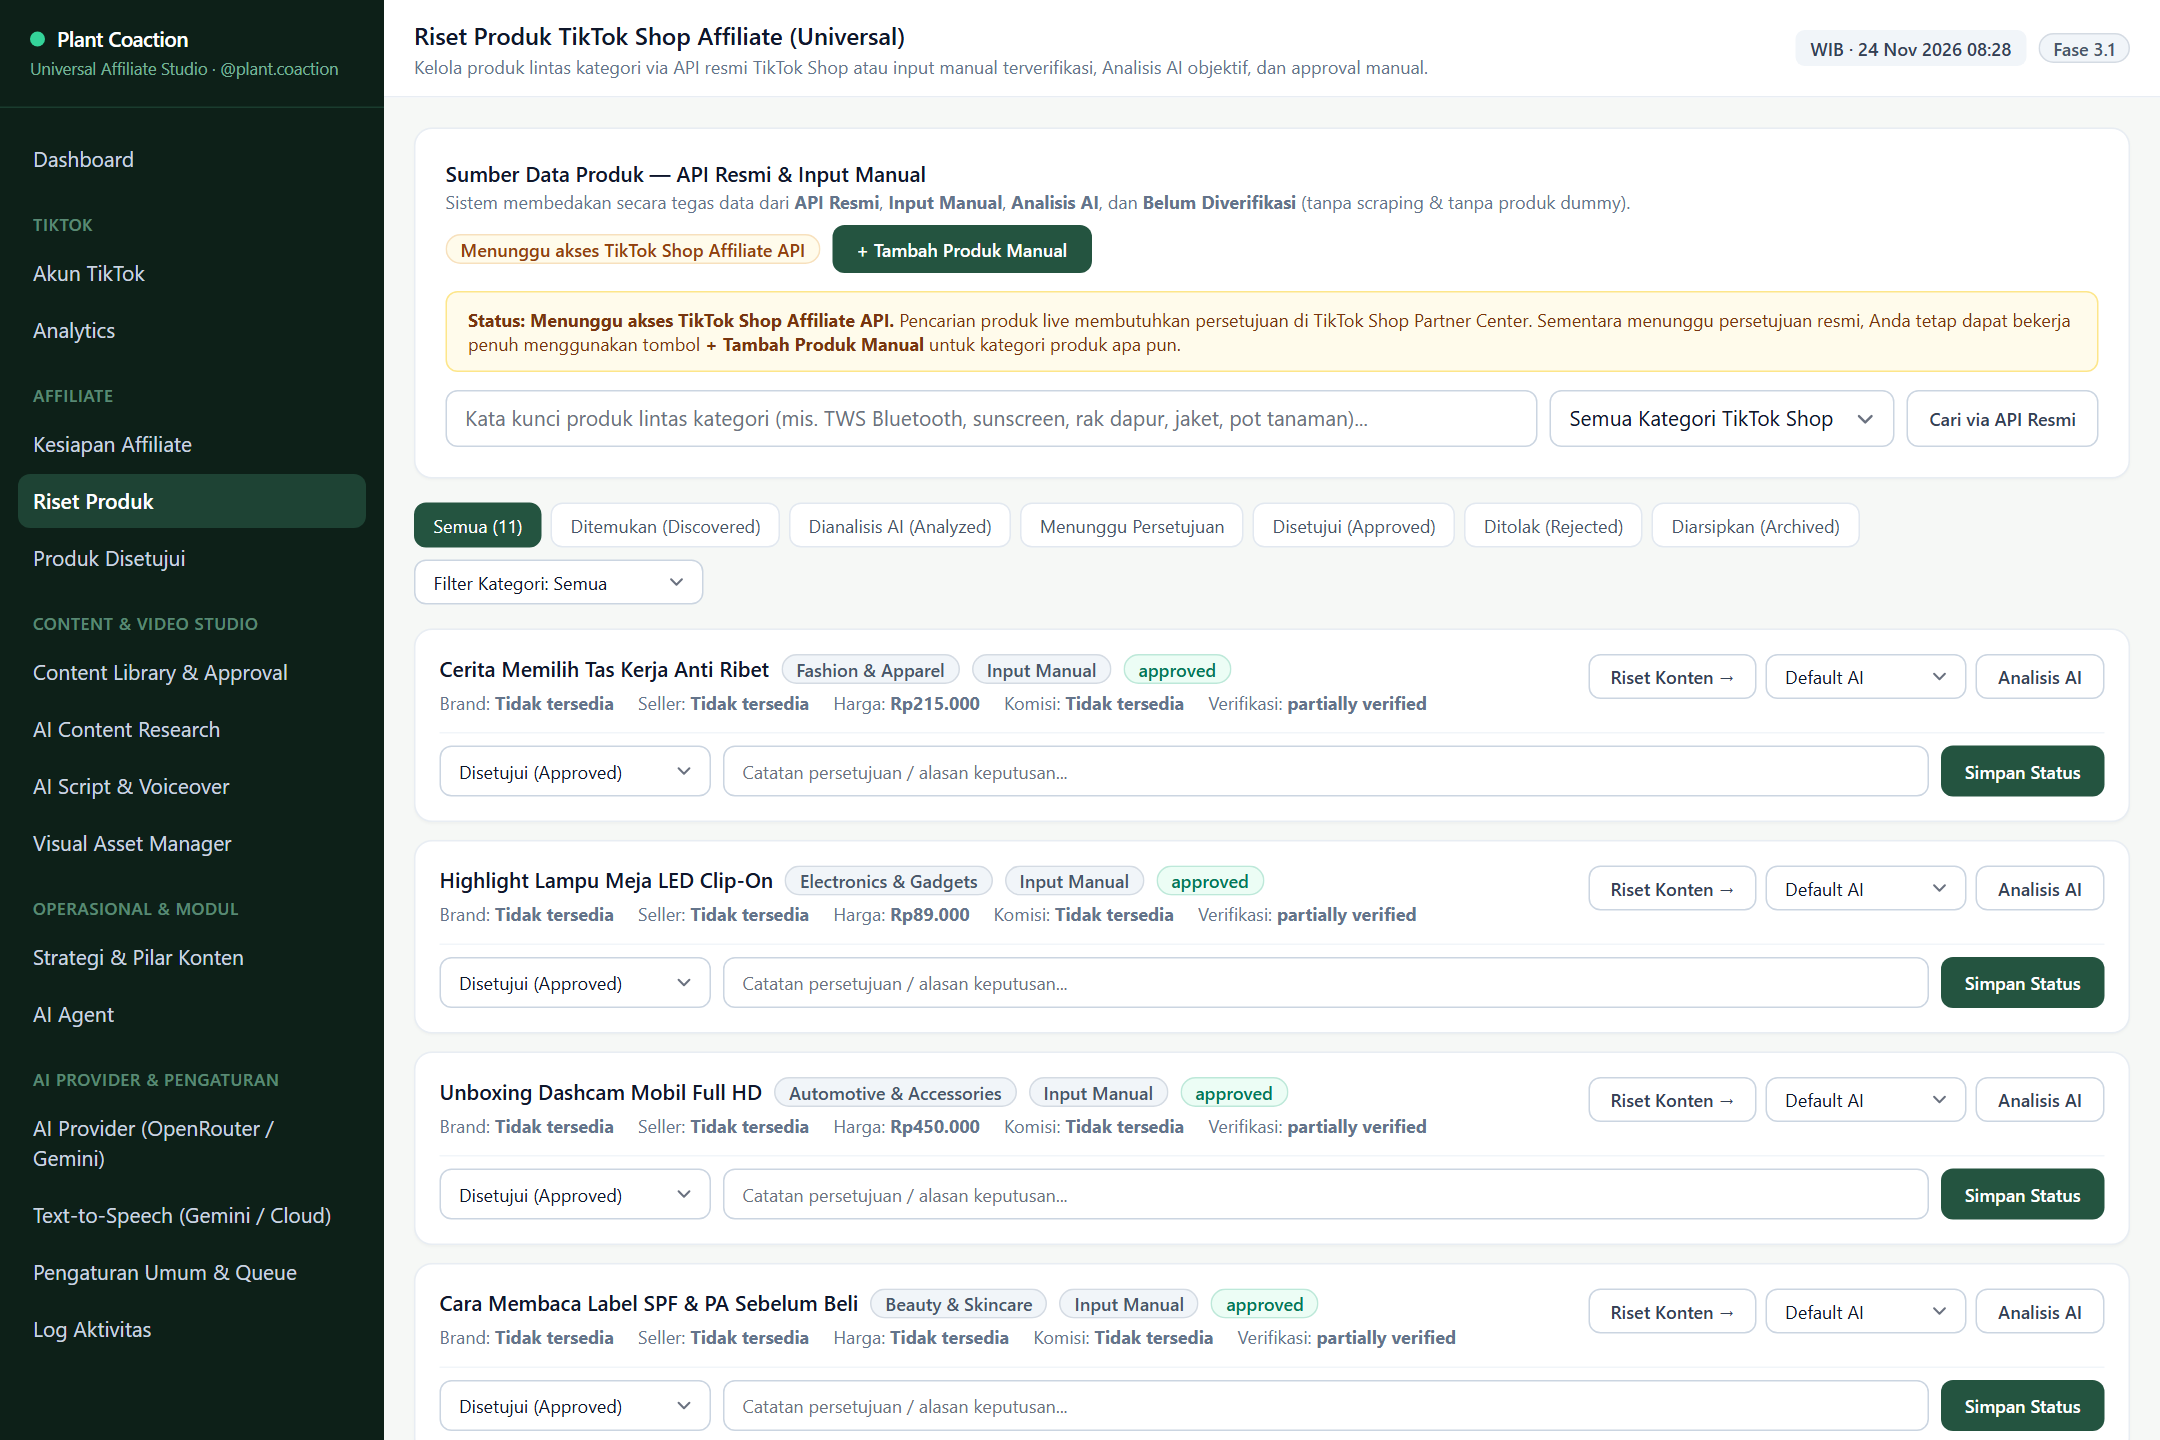 Plant Coaction
Universal Affiliate Studio · @plant.coaction
Dashboard
TIKTOK
Akun TikTok
Analytics
AFFILIATE
Kesiapan Affiliate
Riset Produk
Produk Disetujui
CONTENT & VIDEO STUDIO
Content Library & Approval
AI Content Research
AI Script & Voiceover
Visual Asset Manager
OPERASIONAL & MODUL
Strategi & Pilar Konten
AI Agent
AI PROVIDER & PENGATURAN
AI Provider (OpenRouter /
Gemini)
Text-to-Speech (Gemini / Cloud)
Pengaturan Umum & Queue
Log Aktivitas
Riset Produk TikTok Shop Affiliate (Universal)
Kelola produk lintas kategori via API resmi TikTok Shop atau input manual terverifikasi, Analisis AI objektif, dan approval manual.
WIB · 24 Nov 2026 08:28
Fase 3.1
Sumber Data Produk — API Resmi & Input Manual
Sistem membedakan secara tegas data dari API Resmi, Input Manual, Analisis AI, dan Belum Diverifikasi (tanpa scraping & tanpa produk dummy).
Menunggu akses TikTok Shop Affiliate API
+ Tambah Produk Manual
Status: Menunggu akses TikTok Shop Affiliate API. Pencarian produk live membutuhkan persetujuan di TikTok Shop Partner Center. Sementara menunggu persetujuan resmi, Anda tetap dapat bekerja
penuh menggunakan tombol + Tambah Produk Manual untuk kategori produk apa pun.
Kata kunci produk lintas kategori (mis. TWS Bluetooth, sunscreen, rak dapur, jaket, pot tanaman)...
Semua Kategori TikTok Shop
Cari via API Resmi
Semua (11)
Ditemukan (Discovered)
Dianalisis AI (Analyzed)
Menunggu Persetujuan
Disetujui (Approved)
Ditolak (Rejected)
Diarsipkan (Archived)
Filter Kategori: Semua
Cerita Memilih Tas Kerja Anti Ribet Fashion & Apparel Input Manual approved
Brand: Tidak tersedia Seller: Tidak tersedia Harga: Rp215.000 Komisi: Tidak tersedia Verifikasi: partially verified
Riset Konten → Default AI Analisis AI
Disetujui (Approved) Catatan persetujuan / alasan keputusan... Simpan Status
Highlight Lampu Meja LED Clip-On Electronics & Gadgets Input Manual approved
Brand: Tidak tersedia Seller: Tidak tersedia Harga: Rp89.000 Komisi: Tidak tersedia Verifikasi: partially verified
Riset Konten → Default AI Analisis AI
Disetujui (Approved) Catatan persetujuan / alasan keputusan... Simpan Status
Unboxing Dashcam Mobil Full HD Automotive & Accessories Input Manual approved
Brand: Tidak tersedia Seller: Tidak tersedia Harga: Rp450.000 Komisi: Tidak tersedia Verifikasi: partially verified
Riset Konten → Default AI Analisis AI
Disetujui (Approved) Catatan persetujuan / alasan keputusan... Simpan Status
Cara Membaca Label SPF & PA Sebelum Beli Beauty & Skincare Input Manual approved
Brand: Tidak tersedia Seller: Tidak tersedia Harga: Tidak tersedia Komisi: Tidak tersedia Verifikasi: partially verified
Riset Konten → Default AI Analisis AI
Disetujui (Approved) Catatan persetujuan / alasan keputusan... Simpan Status